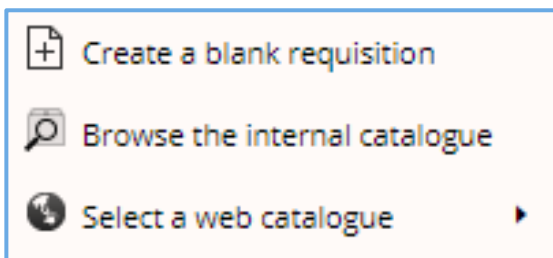 Create a blank requisition
Browse the internal catalogue
Select a web catalogue